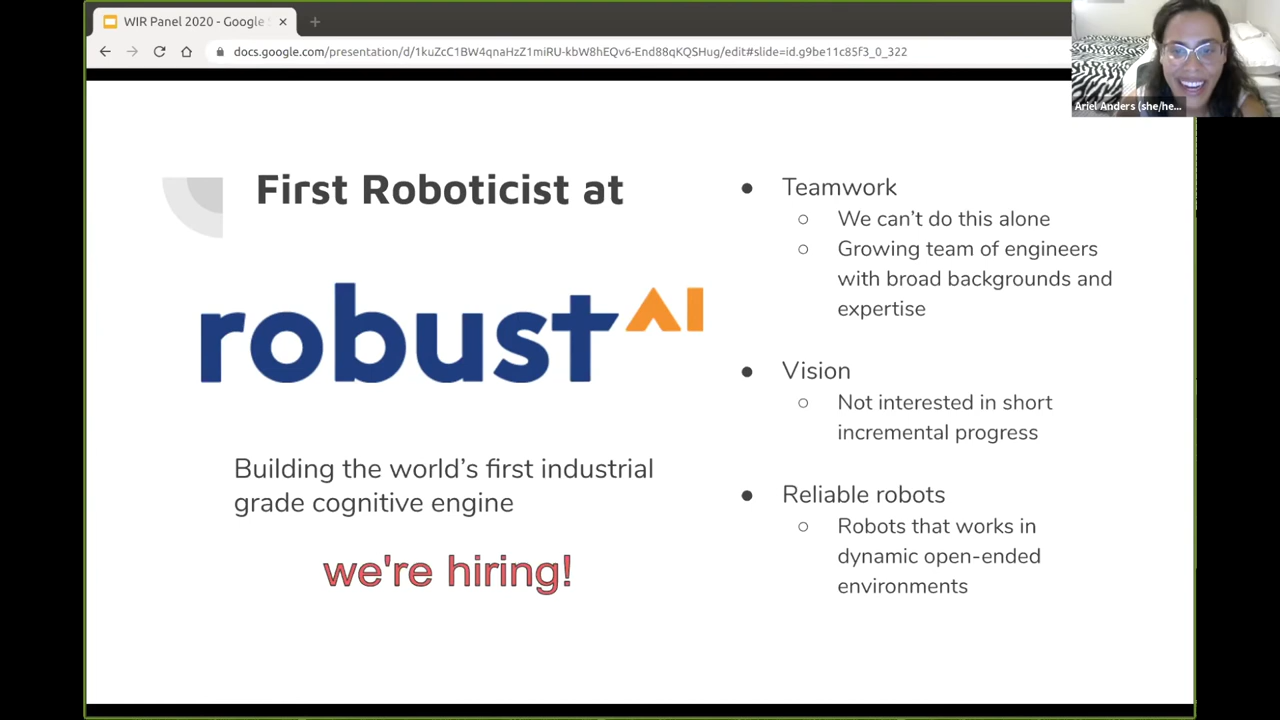 WIR Panel 2020 - Google
docs.google.com/presentation/d/1kuZcC1BW4qnaHzZ1miRU-kbW8hEQv6-End88qKQSHug/edit#slide=id.g9be11c85f3_0_322
Ariel Anders (she/he...
First Roboticist at
robust AI
Building the world's first industrial
grade cognitive engine
we're hiring!
● Teamwork
○ We can't do this alone
○ Growing team of engineers
with broad backgrounds and
expertise
● Vision
○ Not interested in short
incremental progress
● Reliable robots
○ Robots that works in
dynamic open-ended
environments